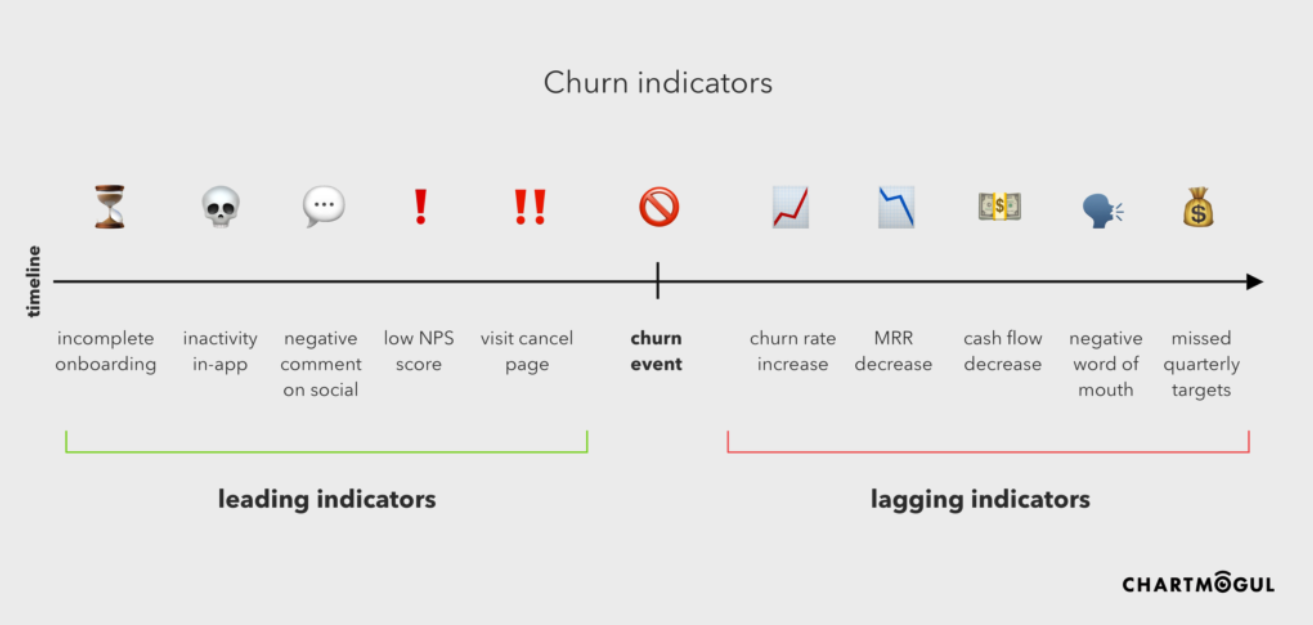 Churn indicators
timeline
incomplete
onboarding
inactivity
in-app
negative
comment
on social
low NPS
score
visit cancel
page
churn
event
churn rate
increase
MRR
decrease
cash flow
decrease
negative
word of
mouth
missed
quarterly
targets
leading indicators
lagging indicators
CHARTMOGUL